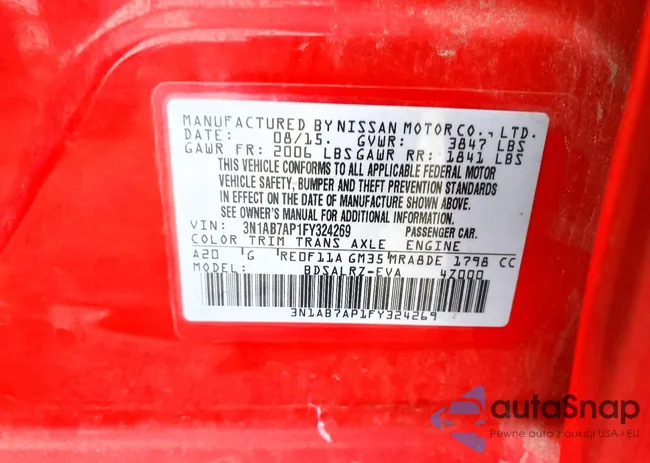 MANUFACTURED BY NISSAN MOTOR CO., LTD.
DATE: 08/15. GVWR: 3847 LBS
GAWR FR: 2006 LBS GAWR RR: 1841 LBS
THIS VEHICLE CONFORMS TO ALL APPLICABLE FEDERAL MOTOR
VEHICLE SAFETY, BUMPER AND THEFT PREVENTION STANDARDS
IN EFFECT ON THE DATE OF MANUFACTURE SHOWN ABOVE.
SEE OWNER'S MANUAL FOR ADDITIONAL INFORMATION.
VIN: 3N1AB7AP1FY324269 PASSENGER CAR.
COLOR TRIM TRANS AXLE ENGINE
A20 G RE0F11A GM35 MRA8DE 1798 CC
MODEL: BDSALRZ-EVA 47000
3N1AB7AP1FY324269
autaSnap
Pewne auta z aukcji USA i EU